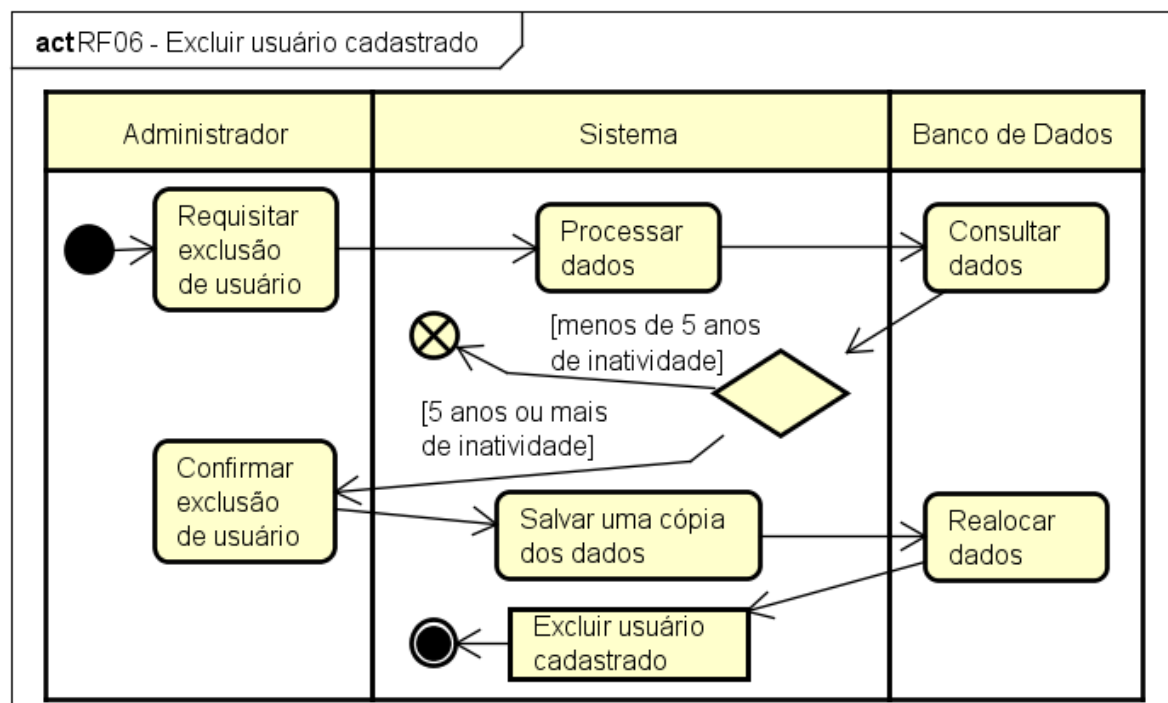 actRF06 - Excluir usuário cadastrado
Administrador
Sistema
Banco de Dados
Requisitar
exclusão
de usuário
Processar
dados
Consultar
dados
[menos de 5 anos
de inatividade]
[5 anos ou mais
de inatividade]
Confirmar
exclusão
de usuário
Salvar uma cópia
dos dados
Realocar
dados
Excluir usuário
cadastrado